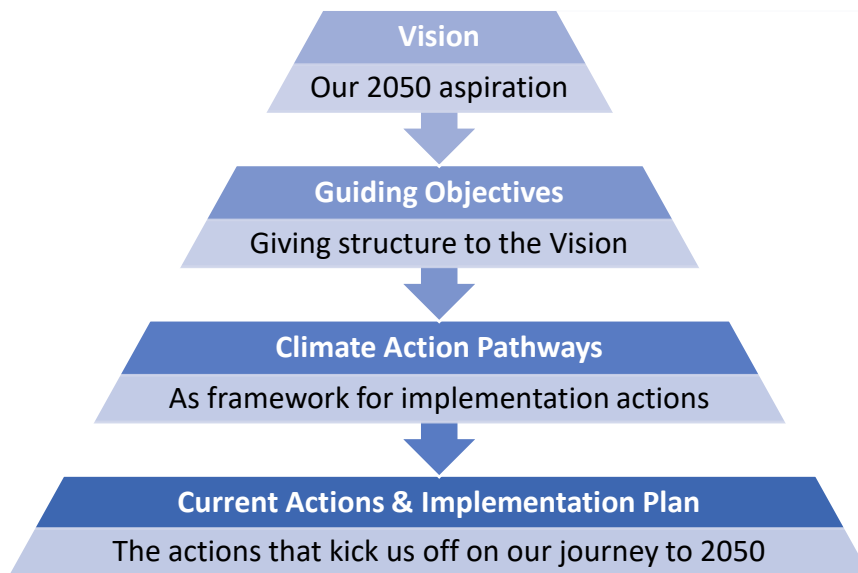 Vision
Our 2050 aspiration
Guiding Objectives
Giving structure to the Vision
Climate Action Pathways
As framework for implementation actions
Current Actions & Implementation Plan
The actions that kick us off on our journey to 2050